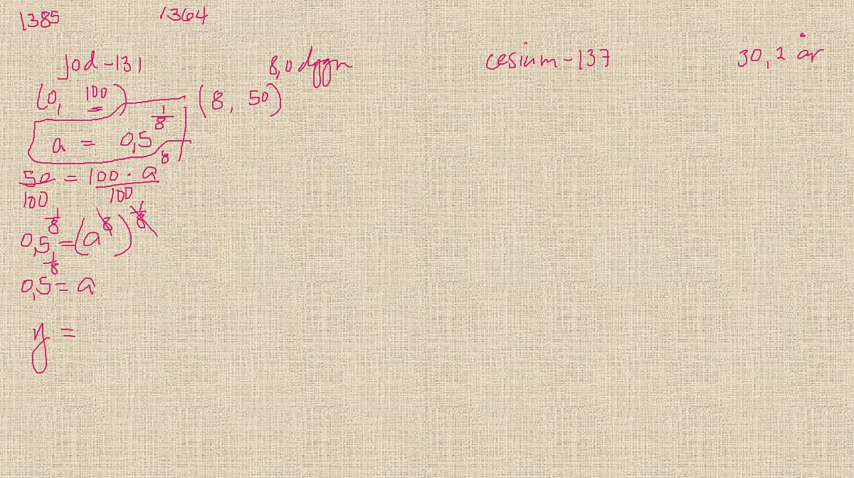 1385 1364
jod-131 8,0 dygn cesium-137 30,2 år
(0, 100) (8, 50)
a = 0,5^{1/8}
50/100 = 100 · a^8/100
0,5^{1/8} = (a^8)^{1/8}
0,5^{1/8} = a
y =